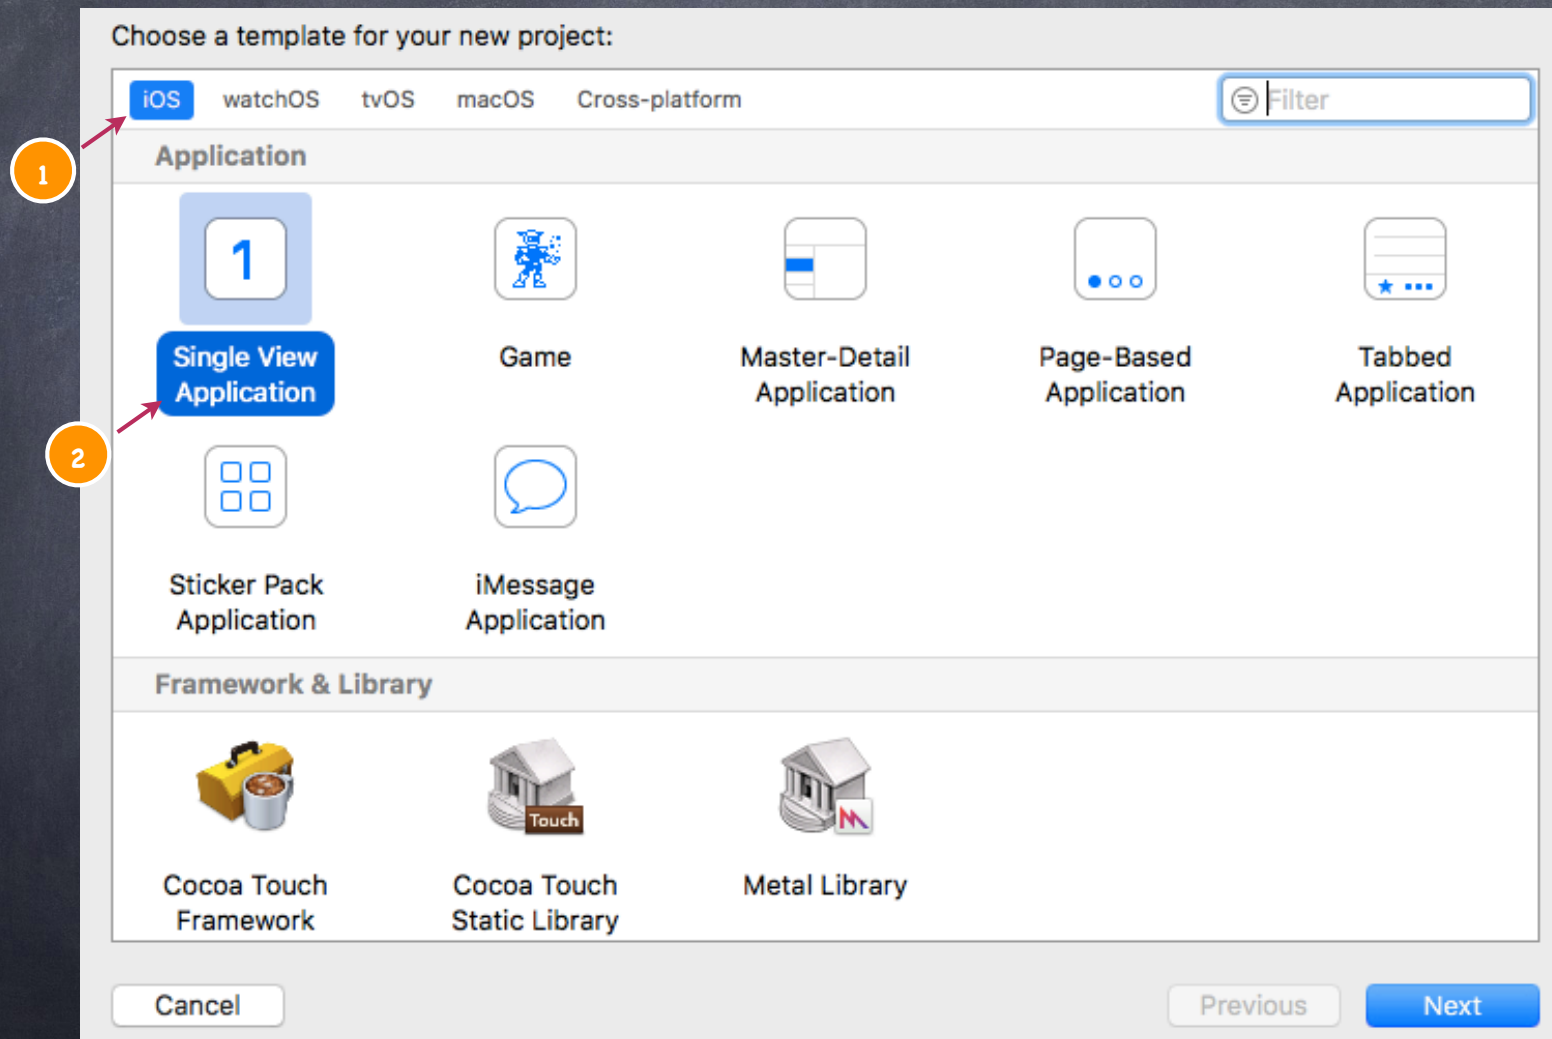 Choose a template for your new project:
iOS watchOS tvOS macOS Cross-platform Filter
1
Application
1
Single View Application
Game
Master-Detail Application
Page-Based Application
Tabbed Application
2
Sticker Pack Application
iMessage Application
Framework & Library
Touch
Cocoa Touch Framework
Cocoa Touch Static Library
Metal Library
Cancel Previous Next